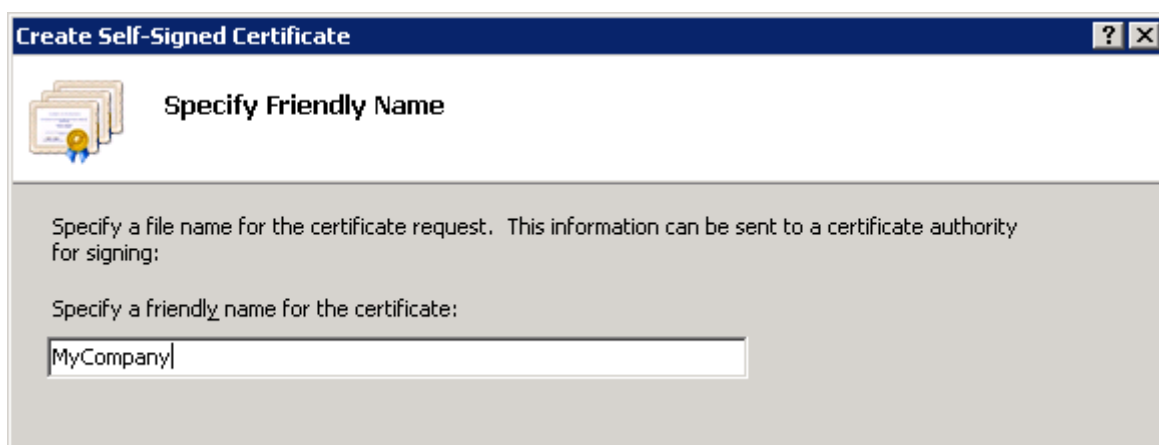 Create Self-Signed Certificate
Specify Friendly Name
Specify a file name for the certificate request.  This information can be sent to a certificate authority
for signing:
Specify a friendly name for the certificate:
MyCompany